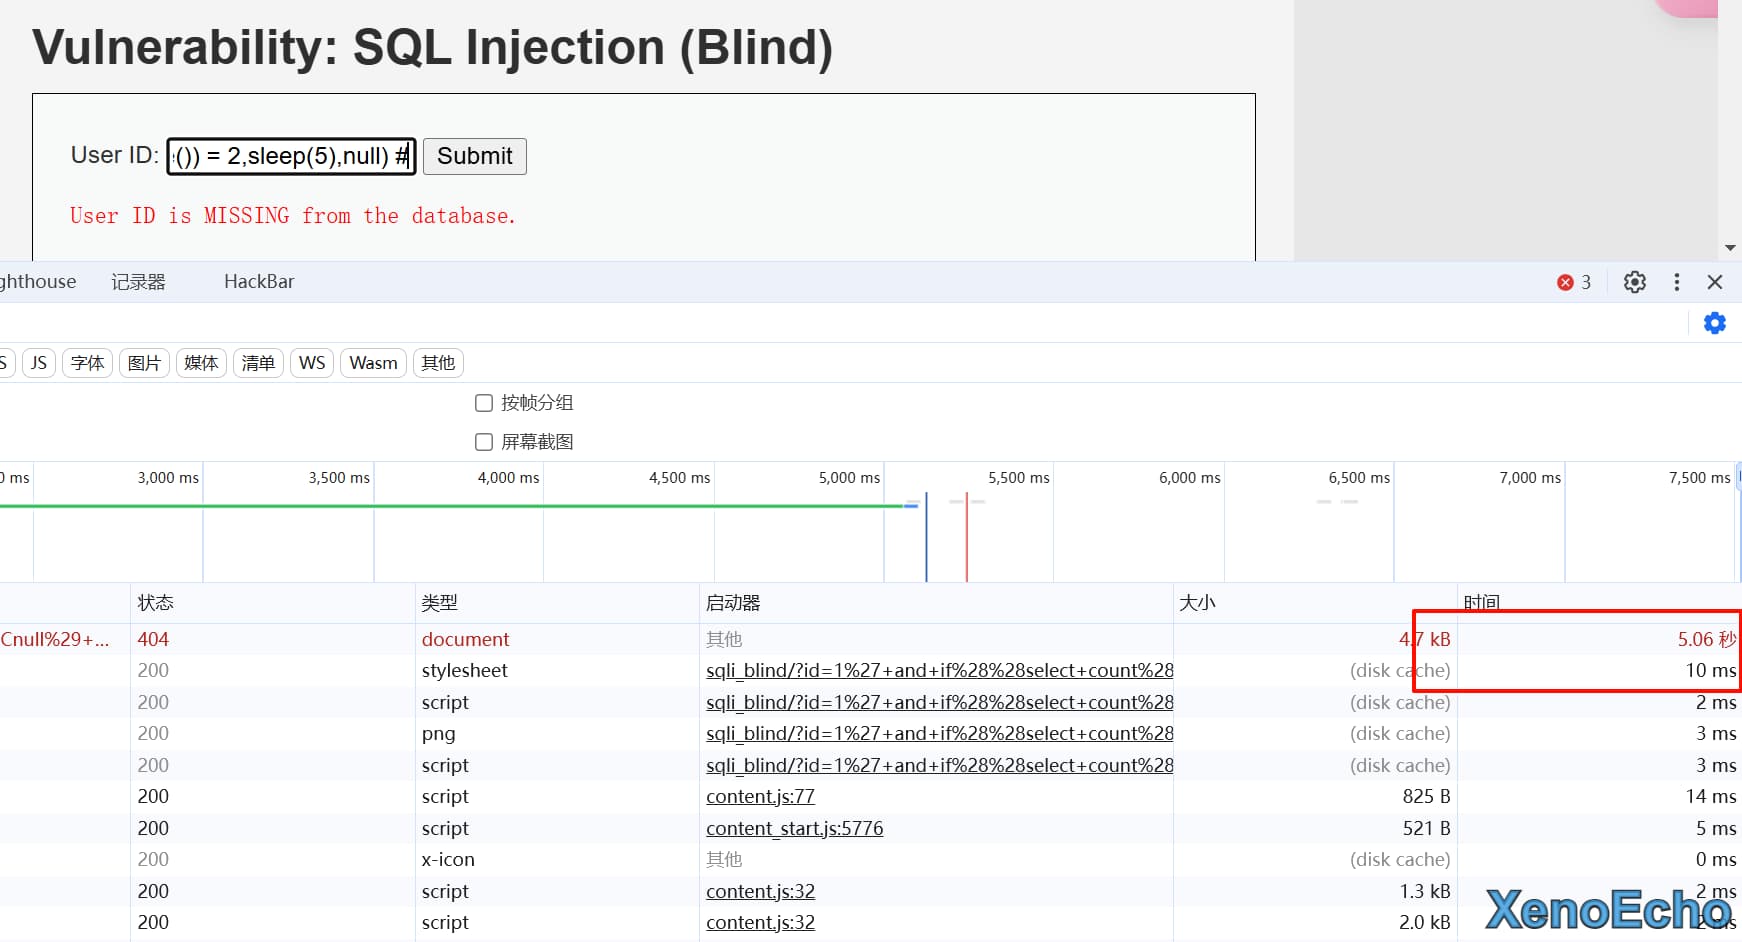 Vulnerability: SQL Injection (Blind)
User ID: ()) = 2,sleep(5),null) # Submit
User ID is MISSING from the database.
ghthouse 记录器 HackBar 3
S JS 字体 图片 媒体 清单 WS Wasm 其他
按帧分组
屏幕截图
0 ms 3,000 ms 3,500 ms 4,000 ms 4,500 ms 5,000 ms 5,500 ms 6,000 ms 6,500 ms 7,000 ms 7,500 ms
状态 类型 启动器 大小 时间
Cnull%29+... 404 document 其他 4.7 kB 5.06 秒
200 stylesheet sqli_blind/?id=1%27+and+if%28%28select+count%28 (disk cache) 10 ms
200 script sqli_blind/?id=1%27+and+if%28%28select+count%28 (disk cache) 2 ms
200 png sqli_blind/?id=1%27+and+if%28%28select+count%28 (disk cache) 3 ms
200 script sqli_blind/?id=1%27+and+if%28%28select+count%28 (disk cache) 3 ms
200 script content.js:77 825 B 14 ms
200 script content_start.js:5776 521 B 5 ms
200 x-icon 其他 (disk cache) 0 ms
200 script content.js:32 1.3 kB 2 ms
200 script content.js:32 2.0 kB 2 ms
XenoEcho